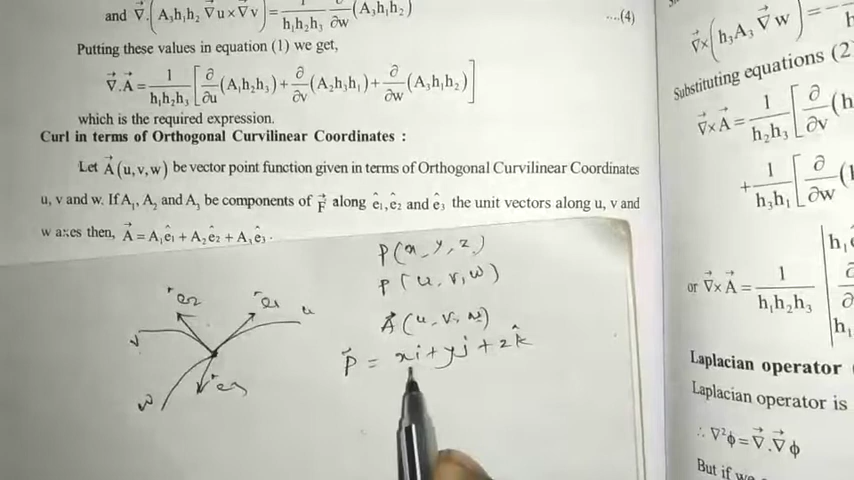 and ∇⃗.(A₃h₁h₂ ∇⃗u×∇⃗v) = 1/h₁h₂h₃ ∂/∂w (A₃h₁h₂) ....(4)
Putting these values in equation (1) we get,
∇⃗.A⃗ = 1/h₁h₂h₃ [∂/∂u (A₁h₂h₃) + ∂/∂v (A₂h₃h₁) + ∂/∂w (A₃h₁h₂)]
which is the required expression.
Curl in terms of Orthogonal Curvilinear Coordinates :
Let A⃗ (u, v, w) be vector point function given in terms of Orthogonal Curvilinear Coordinates
u, v and w. If A₁, A₂ and A₃ be components of F⃗ along ê₁, ê₂ and ê₃ the unit vectors along u, v and
w axes then, A⃗ = A₁ê₁ + A₂ê₂ + A₃ê₃.
P(x, y, z)
P(u, v, w)
A⃗(u, v, w)
P⃗ = xi + yj + zk̂
e₂
e₁
u
v
e₃
w
∇⃗×(h₃A₃ ∇⃗w) =
Substituting equations (2
∇⃗×A⃗ = 1/h₂h₃ [∂/∂v (h
+ 1/h₃h₁ [∂/∂w (
or ∇⃗×A⃗ = 1/h₁h₂h₃ | h₁
h₁
Laplacian operator
Laplacian operator is
∴ ∇²ϕ = ∇⃗.∇⃗ϕ
But if we